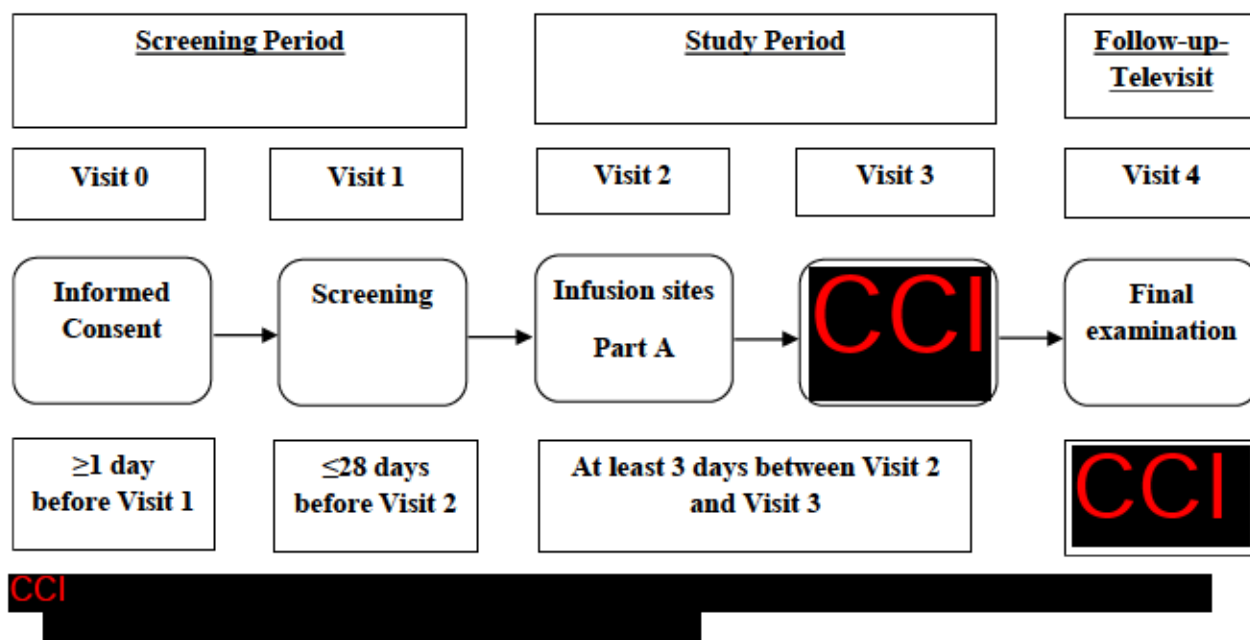 Screening Period
Study Period
Follow-up-
Televisit
Visit 0
Visit 1
Visit 2
Visit 3
Visit 4
Informed
Consent
Screening
Infusion sites
Part A
CCI
Final
examination
≥1 day
before Visit 1
≤28 days
before Visit 2
At least 3 days between Visit 2
and Visit 3
CCI
CCI